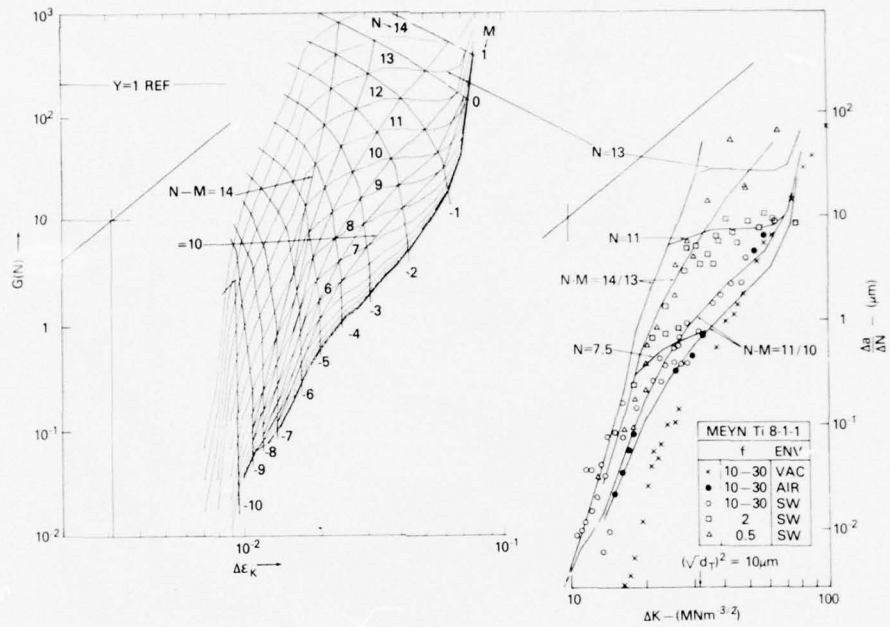 10³
10²
10
1
10⁻¹
10⁻²
G(N) →
Y=1 REF
N–M=14
=10
N–14
13
12
11
10
9
8
7
6
M
1
0
-1
-2
-3
-4
-5
-6
-7
-8
-9
-10
10⁻²
10⁻¹
Δε_K →
N=13
N=11
N-M=14/13
N=7.5
N–M=11/10
10²
10
1
10⁻¹
10⁻²
Δa/ΔN – (μm)
MEYN Ti 8-1-1
f ENV
× 10–30 VAC
● 10–30 AIR
○ 10–30 SW
□ 2 SW
△ 0.5 SW
(√d_T)² = 10μm
10
100
ΔK–(MNm⁻³/²)